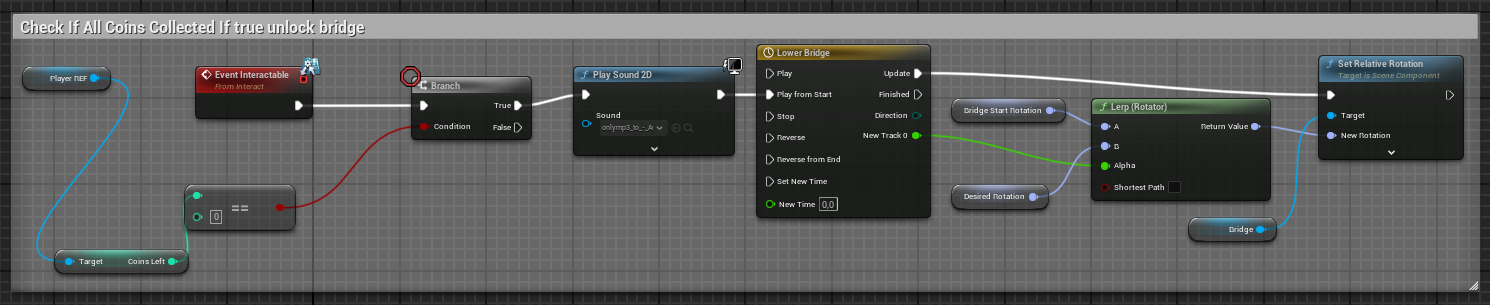 Check If All Coins Collected If true unlock bridge
Player REF
Event Interactable
From Interact
Branch
True
Condition
False
Play Sound 2D
Sound
onlymp3_to_-_A
Lower Bridge
Play
Update
Play from Start
Finished
Stop
Direction
Reverse
New Track 0
Reverse from End
Set New Time
New Time
0,0
Bridge Start Rotation
Desired Rotation
Lerp (Rotator)
A
Return Value
B
Alpha
Shortest Path
Set Relative Rotation
Target is Scene Component
Target
New Rotation
Bridge
0
==
Target
Coins Left